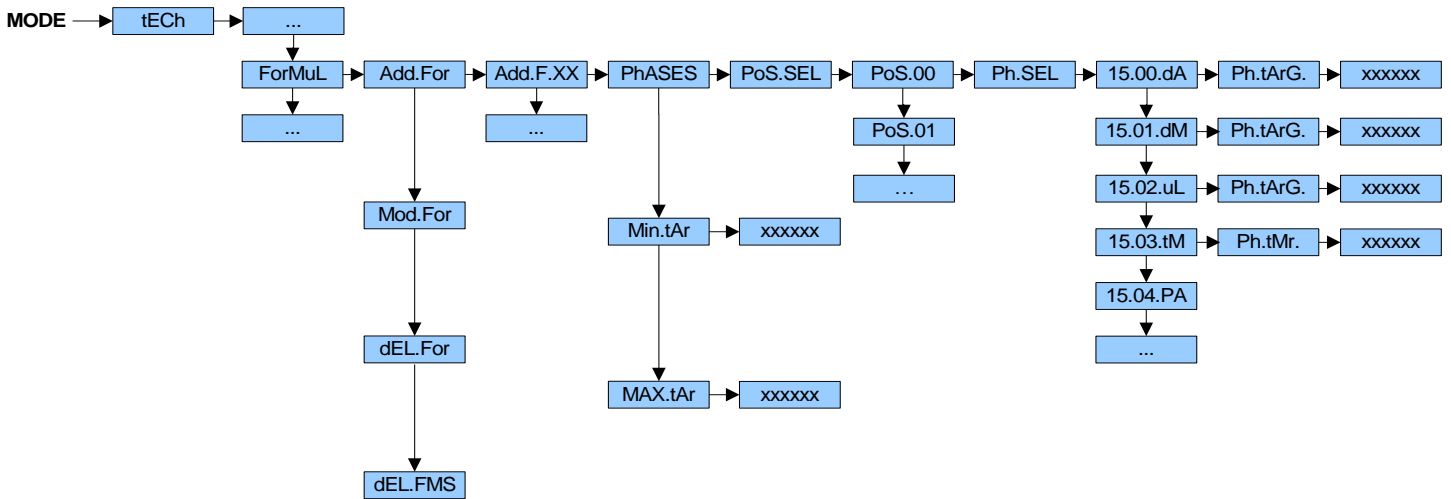 MODE tECh ...
ForMuL Add.For Add.F.XX PhASES PoS.SEL PoS.00 Ph.SEL 15.00.dA Ph.tArG. xxxxxx
... ... PoS.01 15.01.dM Ph.tArG. xxxxxx
... 15.02.uL Ph.tArG. xxxxxx
Mod.For Min.tAr xxxxxx 15.03.tM Ph.tMr. xxxxxx
15.04.PA
dEL.For ...
MAX.tAr xxxxxx
dEL.FMS